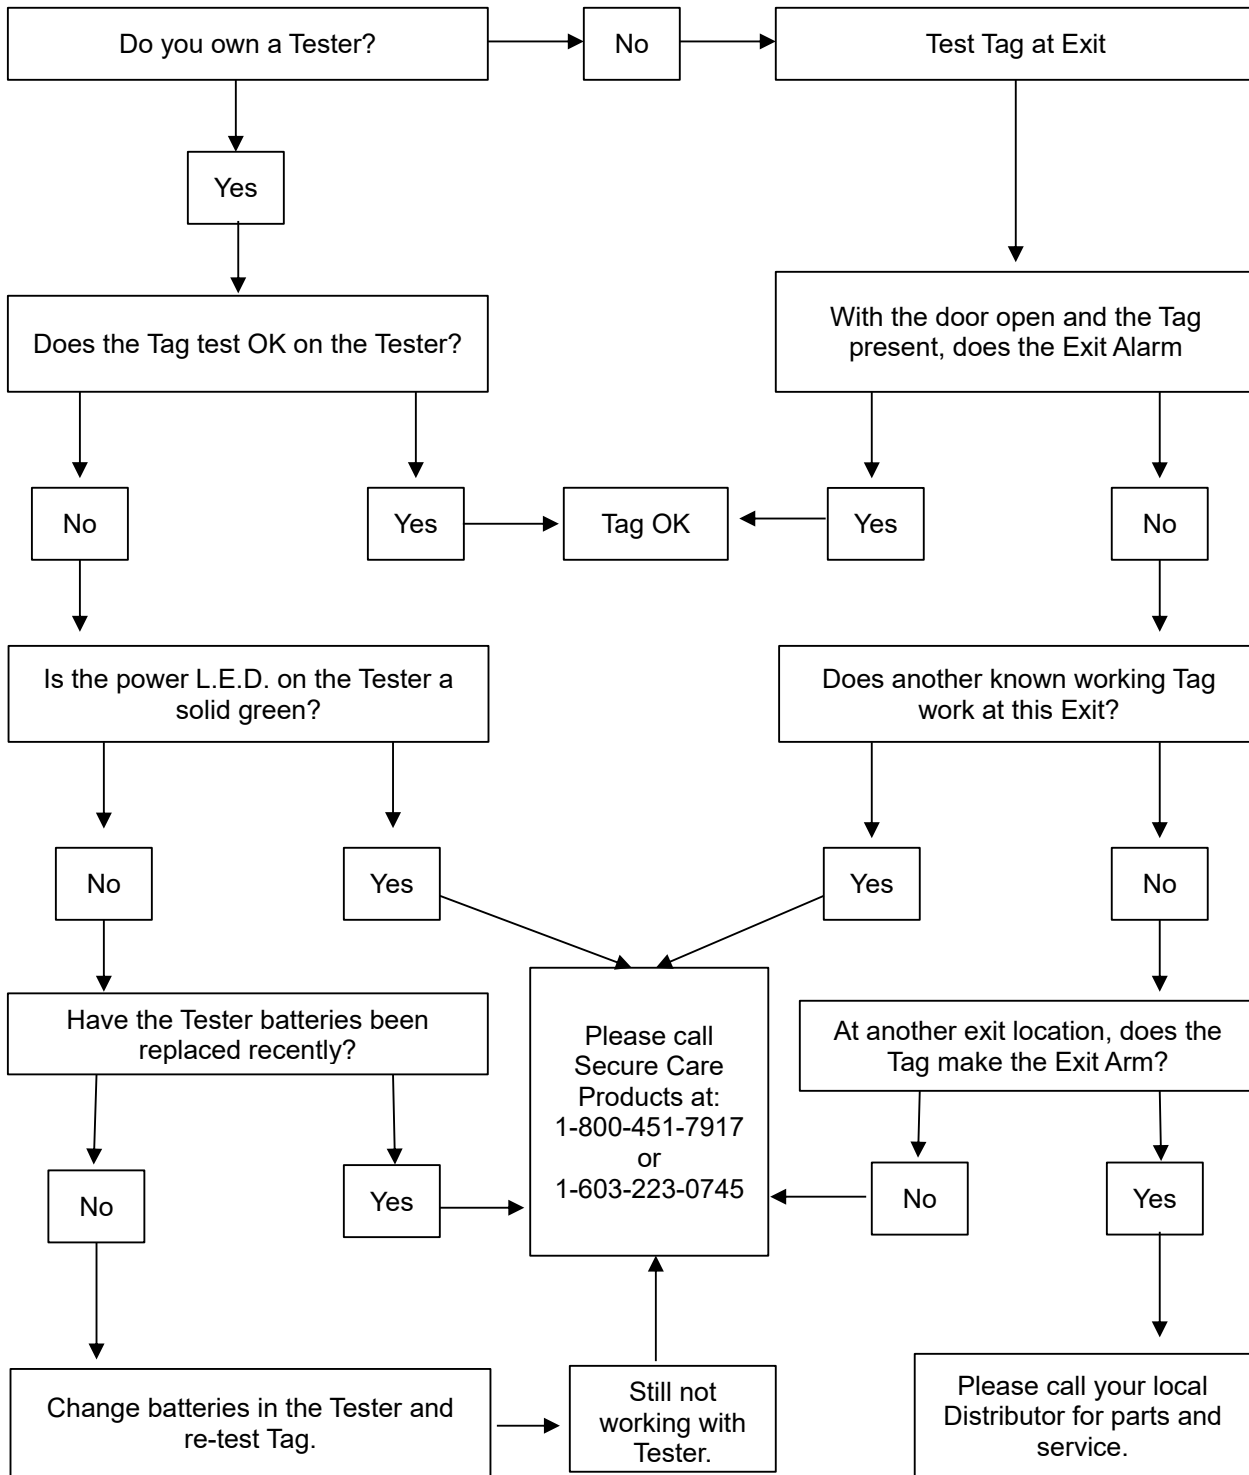 Do you own a Tester?
No
Test Tag at Exit
Yes
Does the Tag test OK on the Tester?
With the door open and the Tag
present, does the Exit Alarm
No
Yes
Tag OK
Yes
No
Is the power L.E.D. on the Tester a
solid green?
Does another known working Tag
work at this Exit?
No
Yes
Yes
No
Have the Tester batteries been
replaced recently?
Please call
Secure Care
Products at:
1-800-451-7917
or
1-603-223-0745
At another exit location, does the
Tag make the Exit Arm?
No
Yes
No
Yes
Change batteries in the Tester and
re-test Tag.
Still not
working with
Tester.
Please call your local
Distributor for parts and
service.